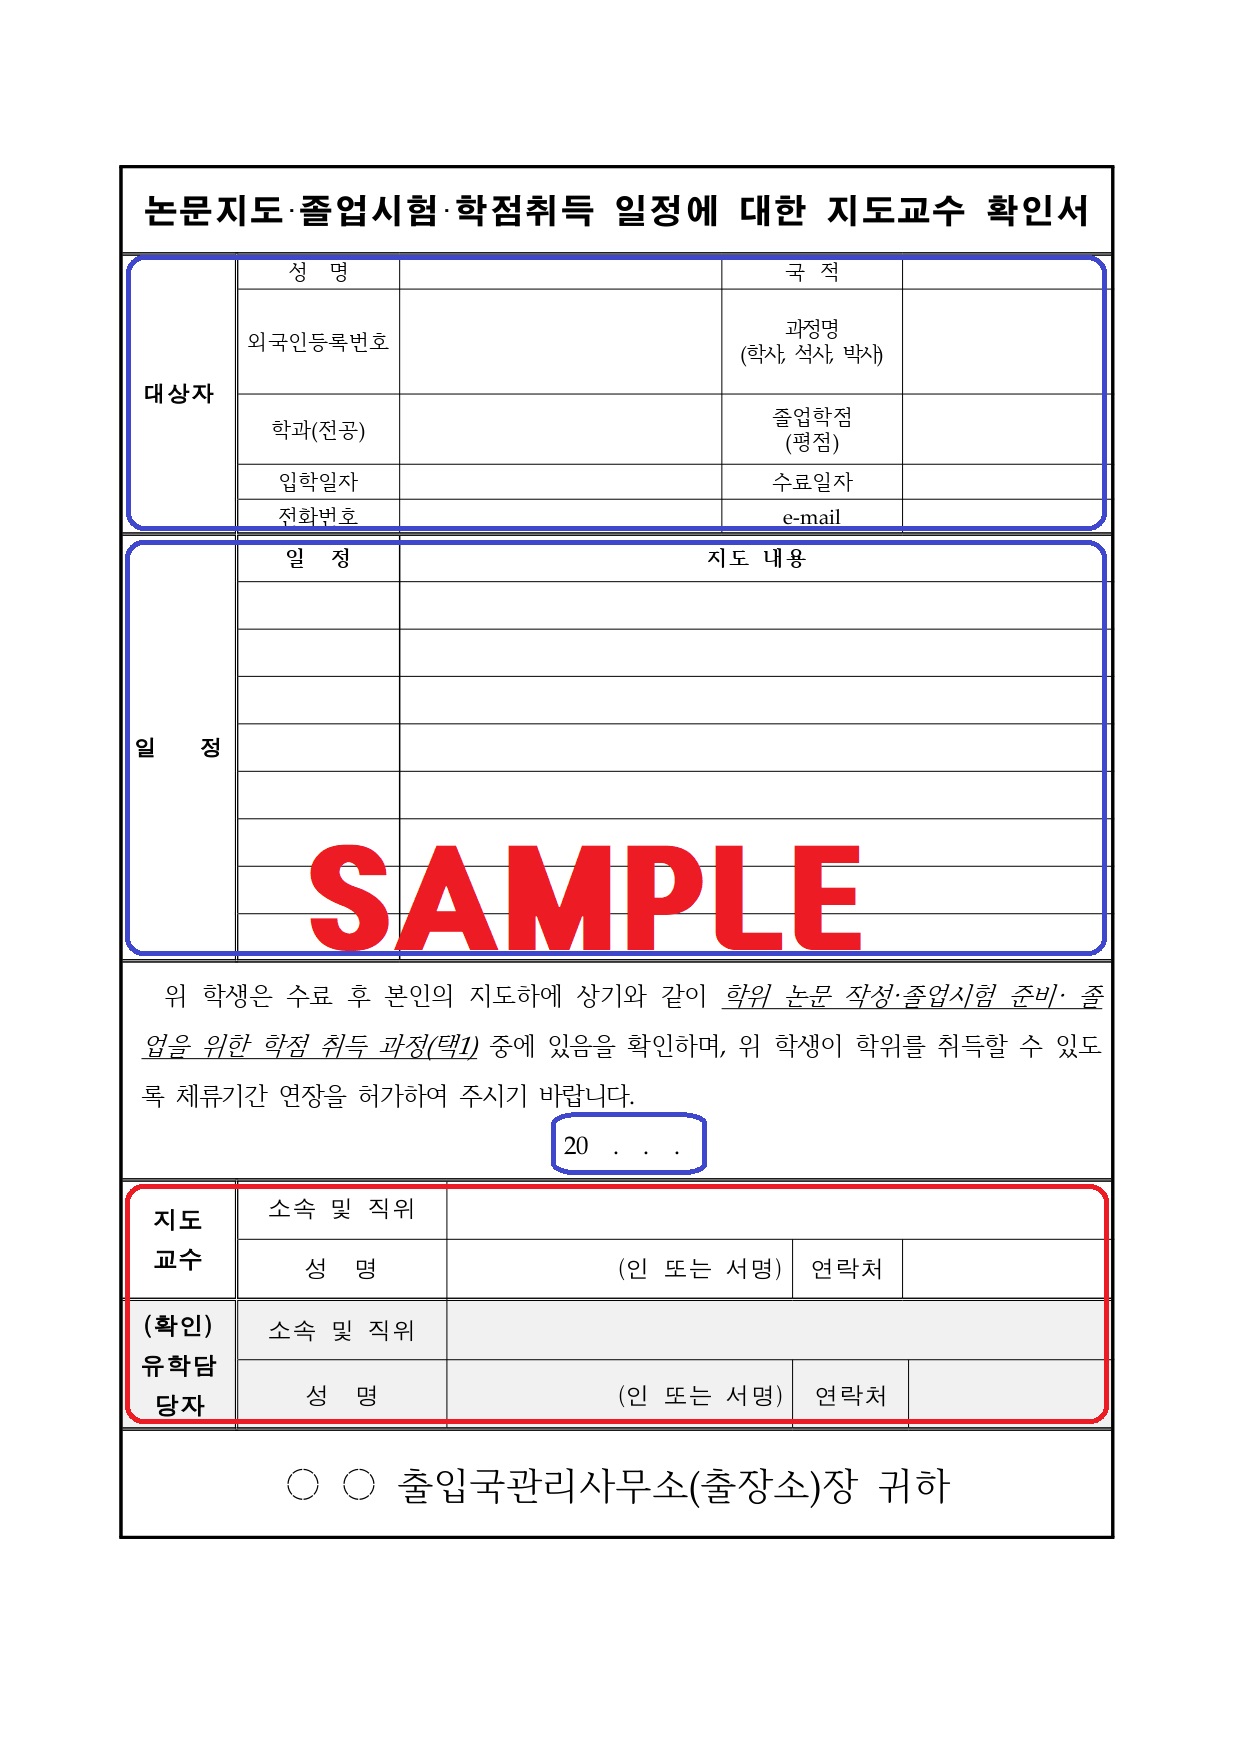 논문지도·졸업시험·학점취득 일정에 대한 지도교수 확인서
대상자
성 명
국 적
외국인등록번호
과정명
(학사, 석사, 박사)
학과(전공)
졸업학점
(평점)
입학일자
수료일자
전화번호
e-mail
일 정
일 정
지도 내용
SAMPLE
위 학생은 수료 후 본인의 지도하에 상기와 같이 학위 논문 작성·졸업시험 준비· 졸
업을 위한 학점 취득 과정(택1) 중에 있음을 확인하며, 위 학생이 학위를 취득할 수 있도
록 체류기간 연장을 허가하여 주시기 바랍니다.
20 . . .
지도
교수
소속 및 직위
성 명
(인 또는 서명)
연락처
(확인)
유학담
당자
소속 및 직위
성 명
(인 또는 서명)
연락처
○ ○ 출입국관리사무소(출장소)장 귀하